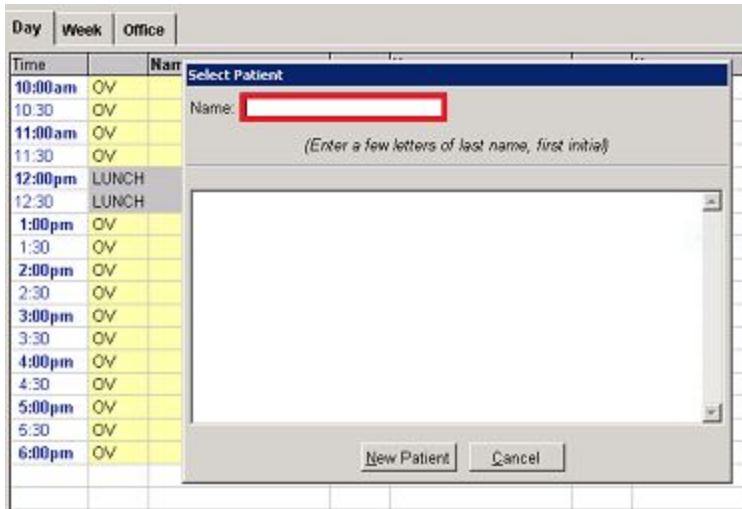 Day Week Office
Time Nam
Select Patient
Name:
(Enter a few letters of last name, first initial)
10:00am OV
10:30 OV
11:00am OV
11:30 OV
12:00pm LUNCH
12:30 LUNCH
1:00pm OV
1:30 OV
2:00pm OV
2:30 OV
3:00pm OV
3:30 OV
4:00pm OV
4:30 OV
5:00pm OV
5:30 OV
6:00pm OV
New Patient Cancel